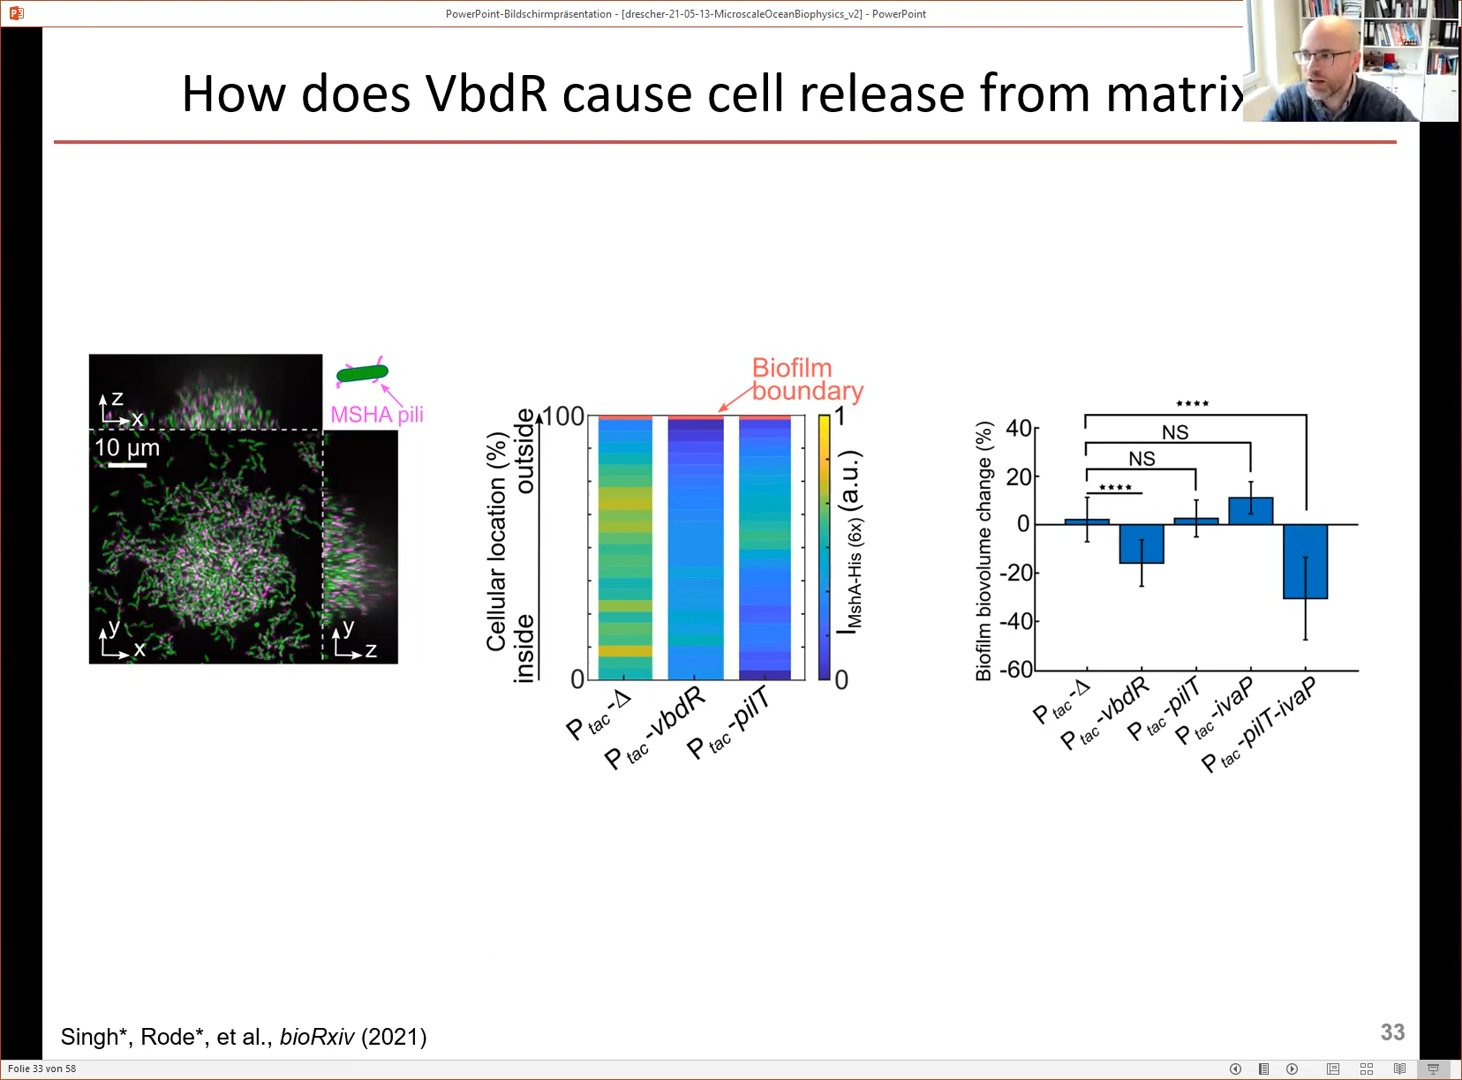 PowerPoint-Bildschirmpräsentation - [drescher-21-05-13-MicroscaleOceanBiophysics_v2] - PowerPoint
How does VbdR cause cell release from matrix
z
x
MSHA pili
10 µm
y
x
y
z
Biofilm
boundary
Cellular location (%)
outside
inside
100
0
1
0
I MshA-His (6x) (a.u.)
P tac-Δ
P tac-vbdR
P tac-pilT
Biofilm biovolume change (%)
40
20
0
-20
-40
-60
****
NS
NS
****
P tac-Δ
P tac-vbdR
P tac-pilT
P tac-ivaP
P tac-pilT-ivaP
Singh*, Rode*, et al., bioRxiv (2021)
33
Folie 33 von 58